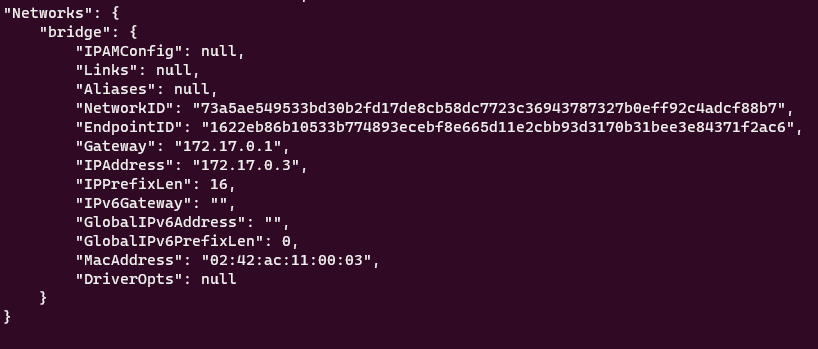 "Networks": {
"bridge": {
"IPAMConfig": null,
"Links": null,
"Aliases": null,
"NetworkID": "73a5ae549533bd30b2fd17de8cb58dc7723c36943787327b0eff92c4adcf88b7",
"EndpointID": "1622eb86b10533b774893ecebf8e665d11e2cbb93d3170b31bee3e84371f2ac6",
"Gateway": "172.17.0.1",
"IPAddress": "172.17.0.3",
"IPPrefixLen": 16,
"IPv6Gateway": "",
"GlobalIPv6Address": "",
"GlobalIPv6PrefixLen": 0,
"MacAddress": "02:42:ac:11:00:03",
"DriverOpts": null
}
}